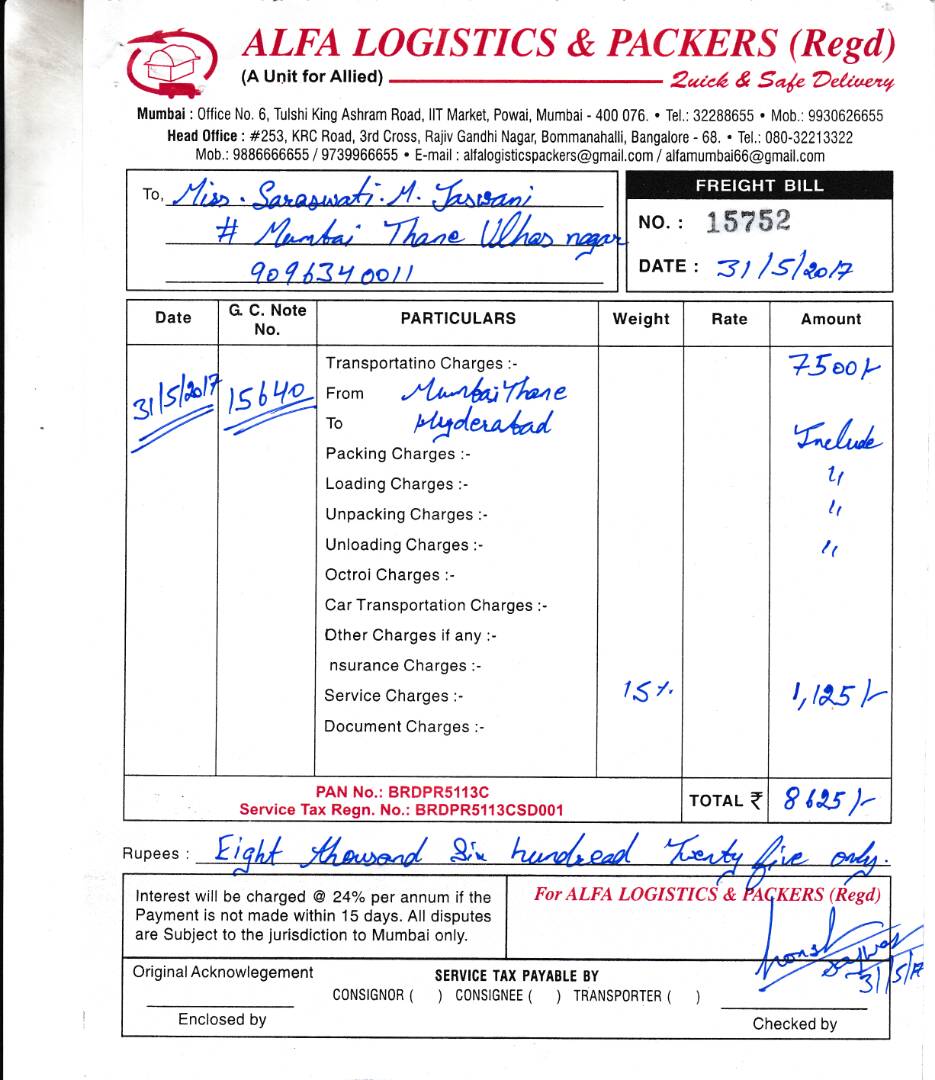 ALFA LOGISTICS & PACKERS (Regd)
(A Unit for Allied)
Quick & Safe Delivery
Mumbai : Office No. 6, Tulshi King Ashram Road, IIT Market, Powai, Mumbai - 400 076. • Tel.: 32288655 • Mob.: 9930626655
Head Office : #253, KRC Road, 3rd Cross, Rajiv Gandhi Nagar, Bommanahalli, Bangalore - 68. • Tel.: 080-32213322
Mob.: 9886666655 / 9739966655 • E-mail : alfalogisticspackers@gmail.com / alfamumbai66@gmail.com
To, Miss. Saraswati. M. Jaswani
# Mumbai Thane Ulhas nagar
9096340011
FREIGHT BILL
NO. : 15752
DATE : 31/5/2017
Date G. C. Note No. PARTICULARS Weight Rate Amount
Transportatino Charges :- 7500/-
31/5/2017 15640 From Mumbai Thane
To Hyderabad
Packing Charges :- Include
Loading Charges :- "
Unpacking Charges :- "
Unloading Charges :- "
Octroi Charges :-
Car Transportation Charges :-
Other Charges if any :-
nsurance Charges :-
Service Charges :- 15% 1,125/-
Document Charges :-
PAN No.: BRDPR5113C
Service Tax Regn. No.: BRDPR5113CSD001
TOTAL ₹ 8625/-
Rupees : Eight thousand Six hundread Twenty five only.
Interest will be charged @ 24% per annum if the
Payment is not made within 15 days. All disputes
are Subject to the jurisdiction to Mumbai only.
For ALFA LOGISTICS & PACKERS (Regd)
31/5/17
Original Acknowlegement
Enclosed by
SERVICE TAX PAYABLE BY
CONSIGNOR ( ) CONSIGNEE ( ) TRANSPORTER ( )
Checked by